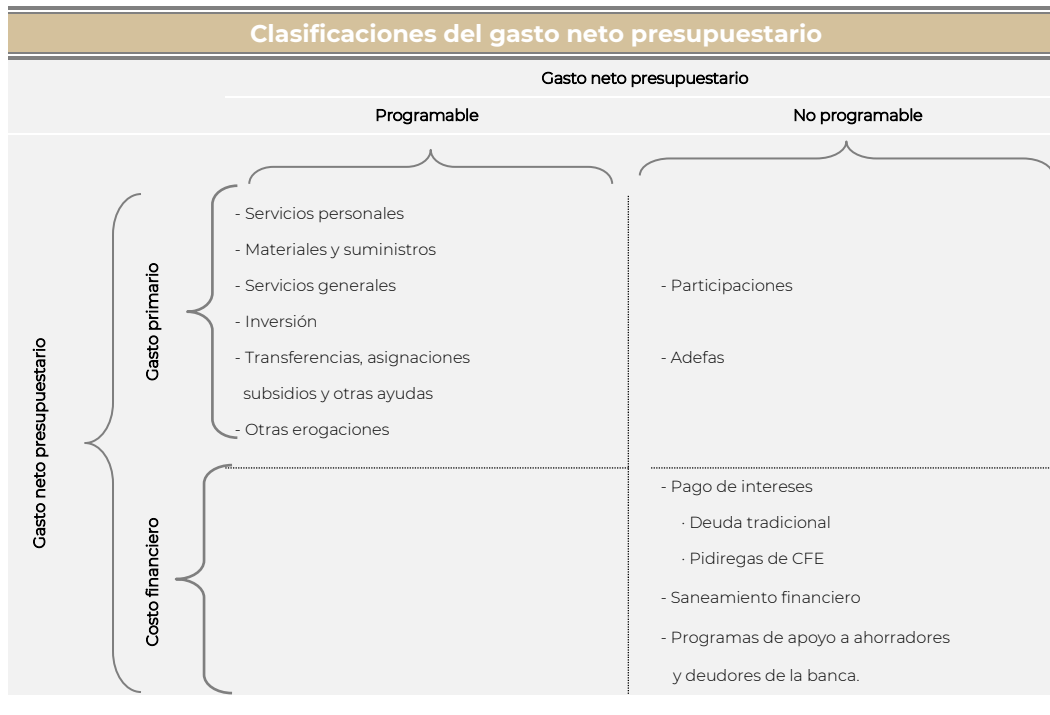 Clasificaciones del gasto neto presupuestario
Gasto neto presupuestario
Programable
No programable
Gasto neto presupuestario
Gasto primario
- Servicios personales
- Materiales y suministros
- Servicios generales
- Inversión
- Transferencias, asignaciones
subsidios y otras ayudas
- Otras erogaciones
- Participaciones
- Adefas
Costo financiero
- Pago de intereses
· Deuda tradicional
· Pidiregas de CFE
- Saneamiento financiero
- Programas de apoyo a ahorradores
y deudores de la banca.